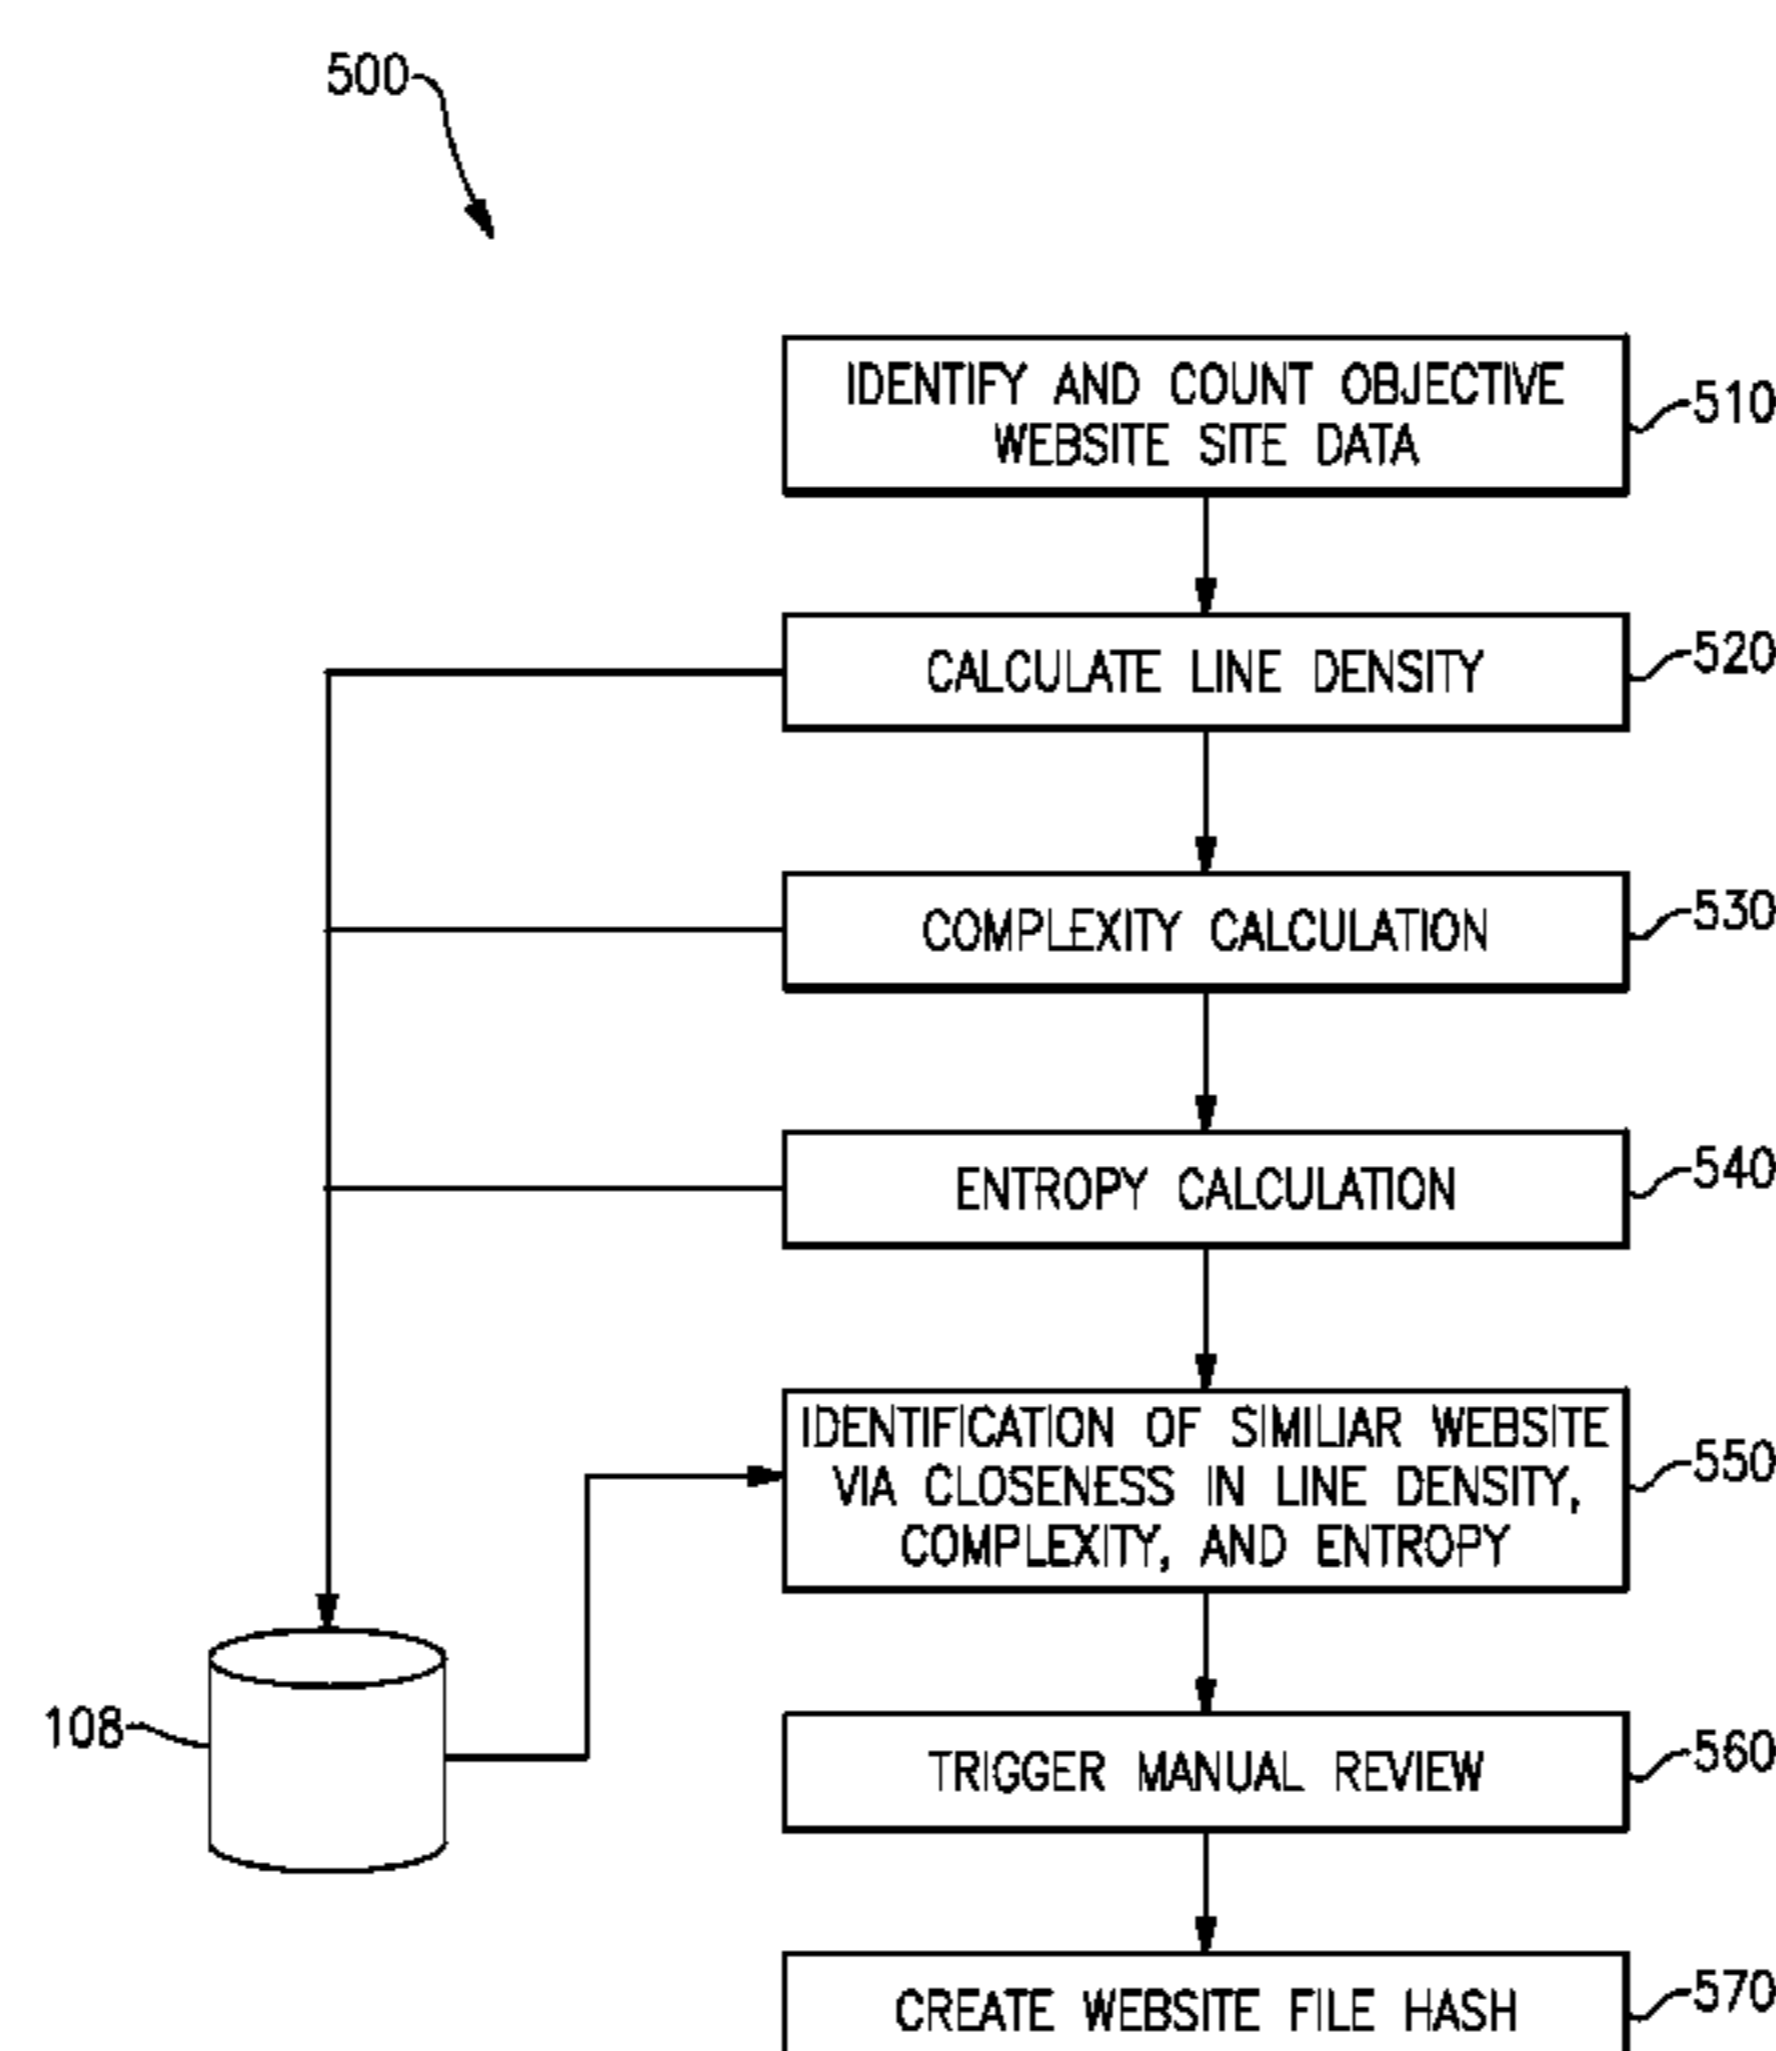 500
IDENTIFY AND COUNT OBJECTIVE
WEBSITE SITE DATA
510
CALCULATE LINE DENSITY
520
COMPLEXITY CALCULATION
530
ENTROPY CALCULATION
540
IDENTIFICATION OF SIMILIAR WEBSITE
VIA CLOSENESS IN LINE DENSITY,
COMPLEXITY, AND ENTROPY
550
108
TRIGGER MANUAL REVIEW
560
CREATE WEBSITE FILE HASH
570